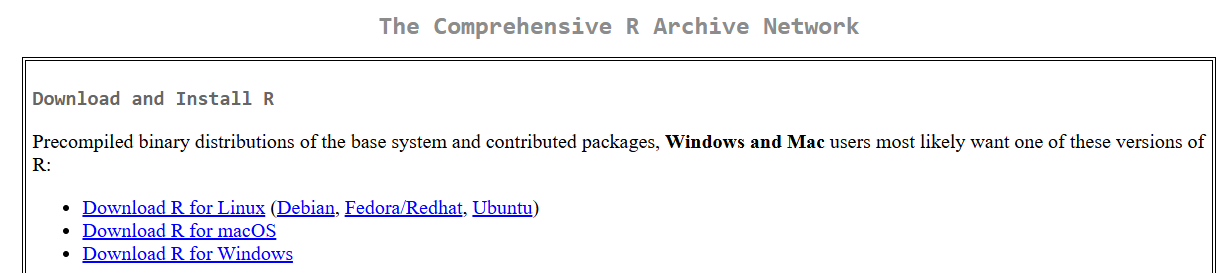 The Comprehensive R Archive Network
Download and Install R
Precompiled binary distributions of the base system and contributed packages, Windows and Mac users most likely want one of these versions of
R:
• Download R for Linux (Debian, Fedora/Redhat, Ubuntu)
• Download R for macOS
• Download R for Windows